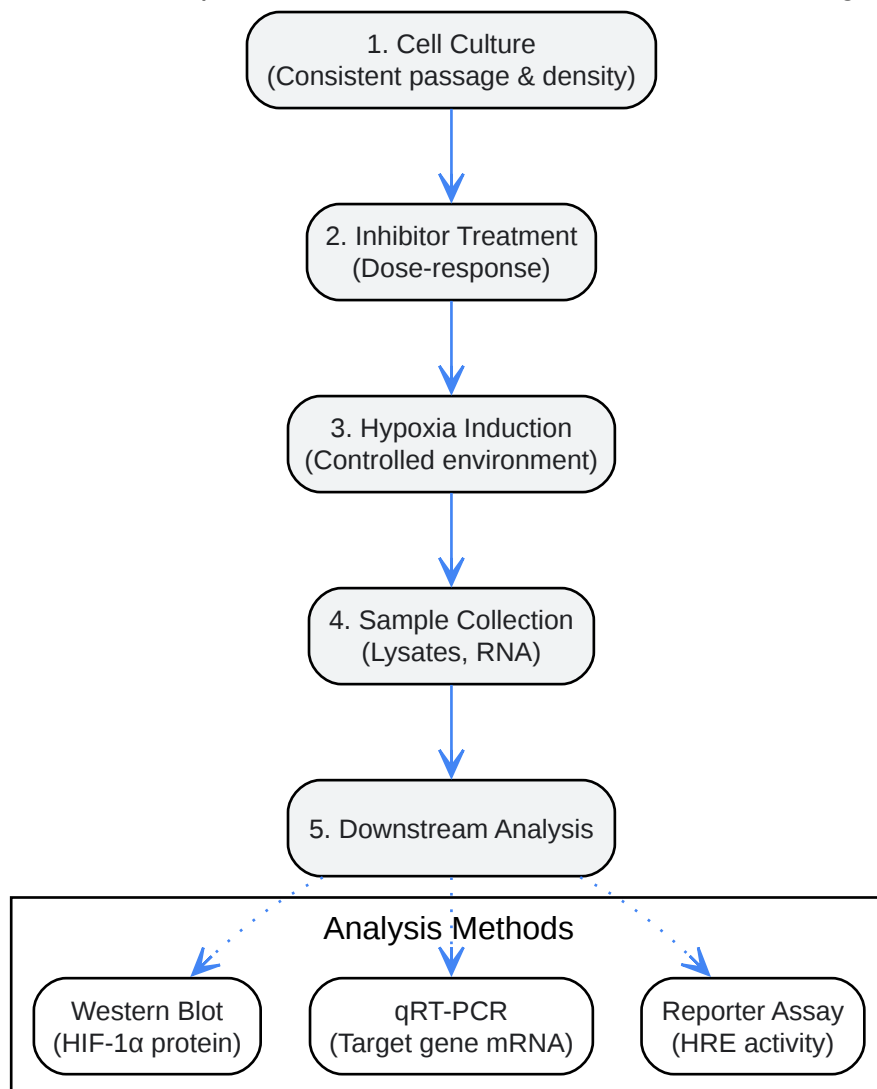 1. Cell Culture
(Consistent passage & density)
2. Inhibitor Treatment
(Dose-response)
3. Hypoxia Induction
(Controlled environment)
4. Sample Collection
(Lysates, RNA)
5. Downstream Analysis
Analysis Methods
Western Blot
(HIF-1α protein)
qRT-PCR
(Target gene mRNA)
Reporter Assay
(HRE activity)